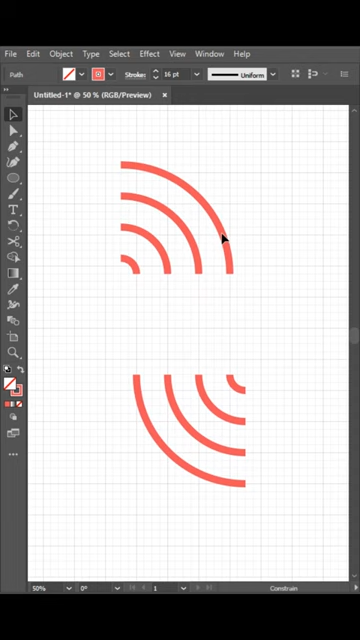 File Edit Object Type Select Effect View Window Help
Path Stroke: 16 pt Uniform
Untitled-1* @ 50 % (RGB/Preview) ×
50% 0° 1 Constrain